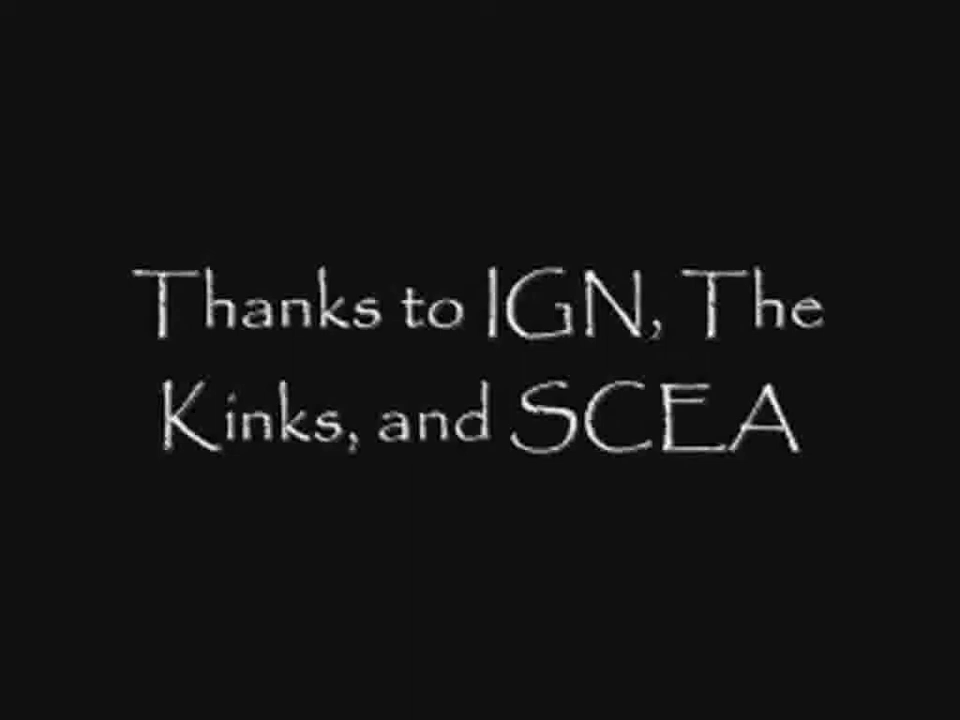 Thanks to IGN, The
Kinks, and SCEA